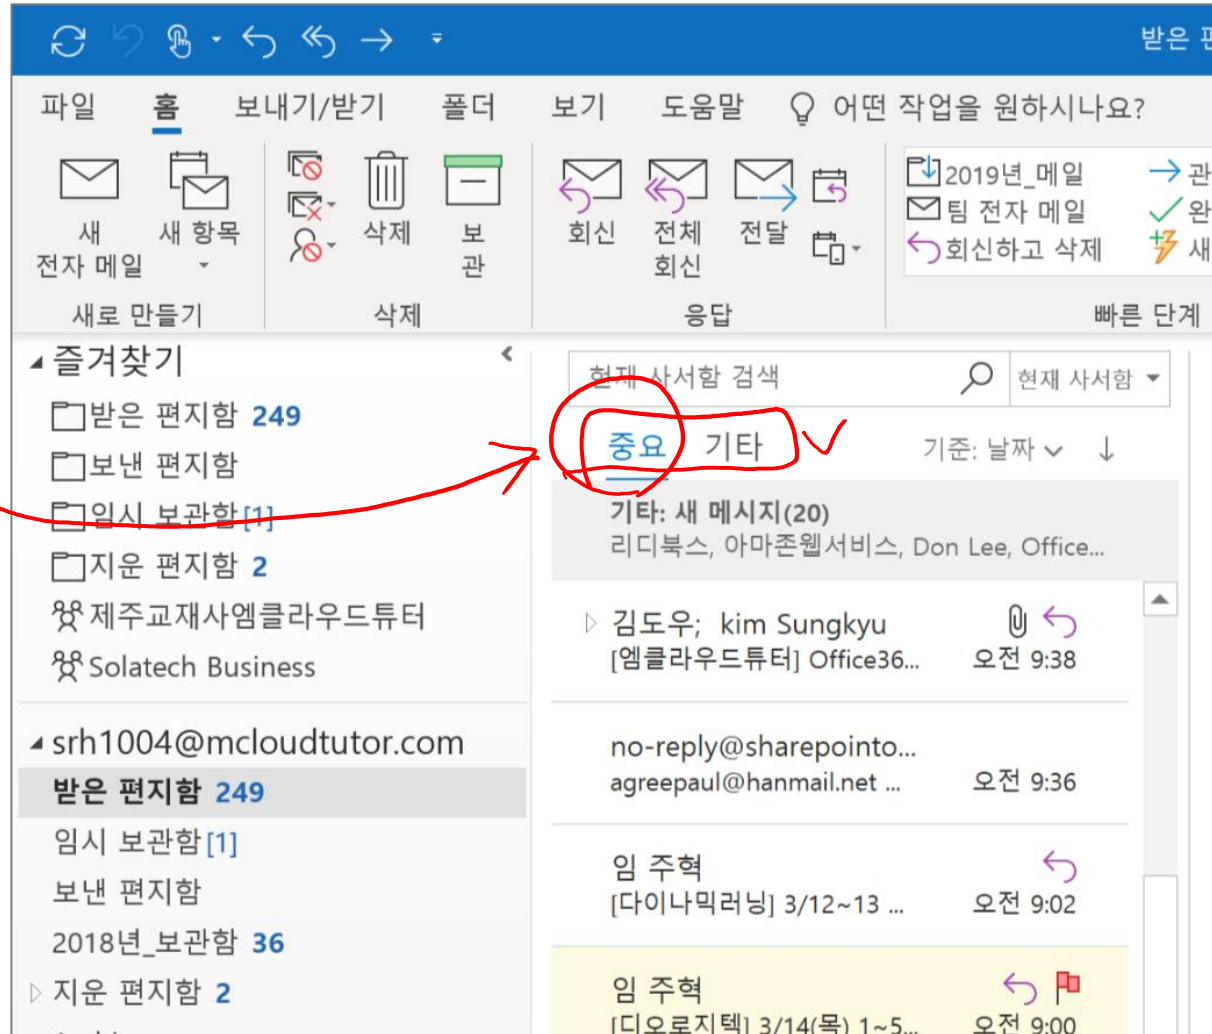 받은
파일 홈 보내기/받기 폴더 보기 도움말 어떤 작업을 원하시나요?
새
전자 메일
새 항목
삭제
보
관
회신
전체
회신
전달
2019년_메일
팀 전자 메일
회신하고 삭제
관
완
새
새로 만들기 삭제 응답 빠른 단계
즐겨찾기
받은 편지함 249
보낸 편지함
임시 보관함 [1]
지운 편지함 2
제주교재사엠클라우드튜터
Solatech Business
srh1004@mcloudtutor.com
받은 편지함 249
임시 보관함 [1]
보낸 편지함
2018년_보관함 36
지운 편지함 2
현재 사서함 검색 현재 사서함
중요 기타 기준: 날짜
기타: 새 메시지(20)
리디북스, 아마존웹서비스, Don Lee, Office...
김도우; kim Sungkyu
[엠클라우드튜터] Office36... 오전 9:38
no-reply@sharepointo...
agreepaul@hanmail.net ... 오전 9:36
임 주혁
[다이나믹러닝] 3/12~13 ... 오전 9:02
임 주혁
[디오로지텍] 3/14(목) 1~5... 오전 9:00